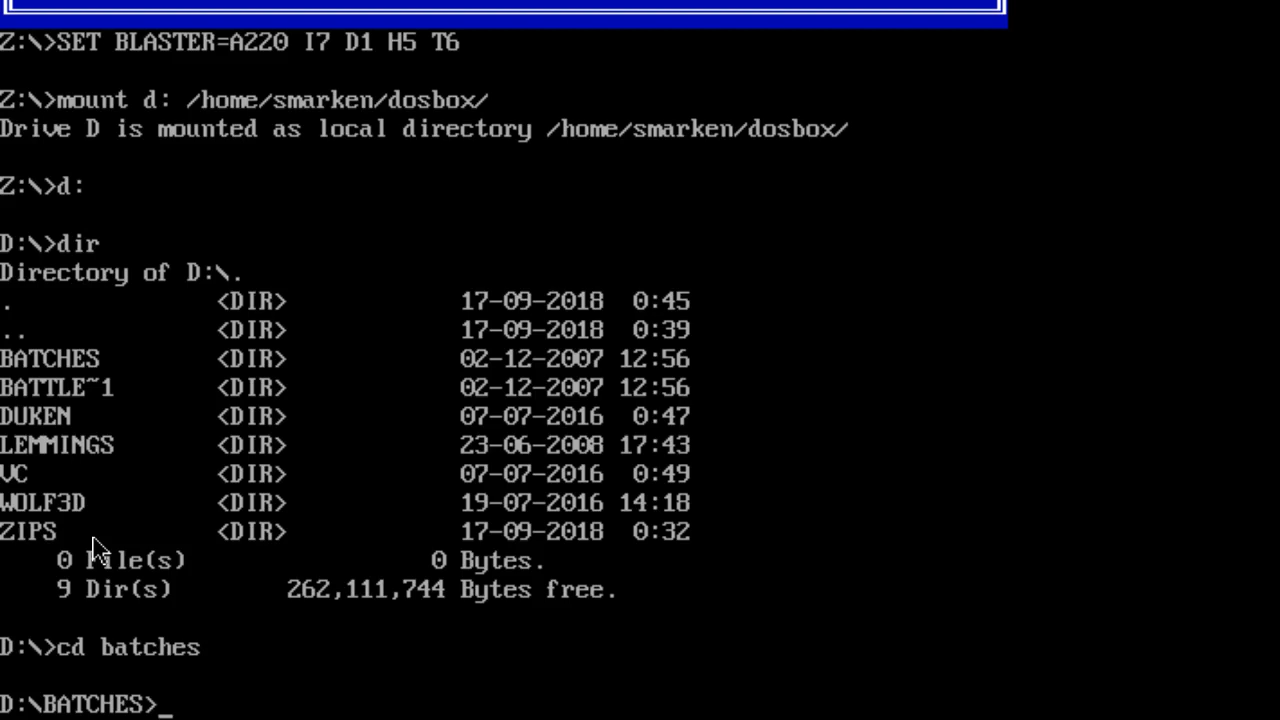 Z:\>SET BLASTER=A220 I7 D1 H5 T6
Z:\>mount d: /home/smarken/dosbox/
Drive D is mounted as local directory /home/smarken/dosbox/
Z:\>d:
D:\>dir
Directory of D:\.
. <DIR> 17-09-2018 0:45
.. <DIR> 17-09-2018 0:39
BATCHES <DIR> 02-12-2007 12:56
BATTLE~1 <DIR> 02-12-2007 12:56
DUKEN <DIR> 07-07-2016 0:47
LEMMINGS <DIR> 23-06-2008 17:43
VC <DIR> 07-07-2016 0:49
WOLF3D <DIR> 19-07-2016 14:18
ZIPS <DIR> 17-09-2018 0:32
0 File(s) 0 Bytes.
9 Dir(s) 262,111,744 Bytes free.
D:\>cd batches
D:\BATCHES>_